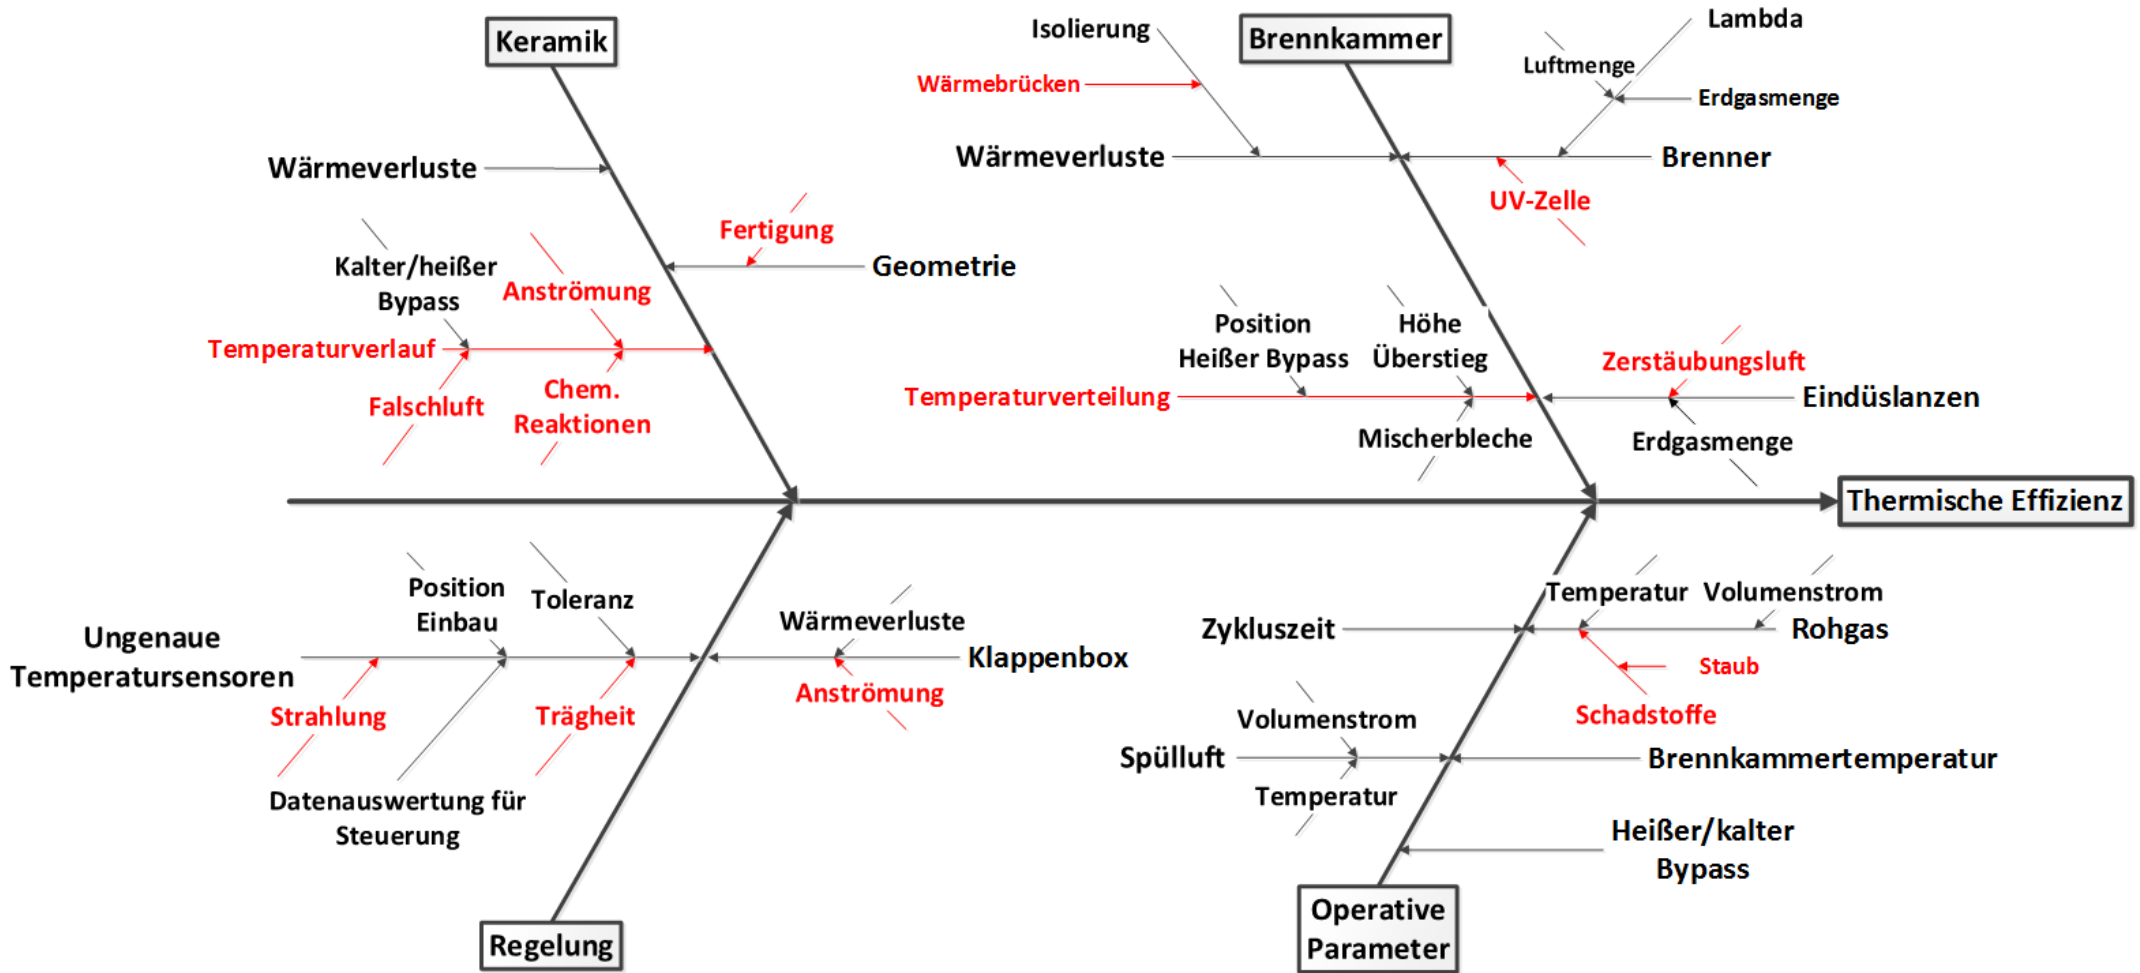 Keramik
Wärmeverluste
Fertigung
Geometrie
Kalter/heißer
Bypass
Anströmung
Temperaturverlauf
Falschluft
Chem.
Reaktionen
Isolierung
Wärmebrücken
Brennkammer
Lambda
Luftmenge
Erdgasmenge
Wärmeverluste
Brenner
UV-Zelle
Position
Heißer Bypass
Höhe
Überstieg
Temperaturverteilung
Mischerbleche
Zerstäubungsluft
Eindüslanzen
Erdgasmenge
Thermische Effizienz
Position
Einbau
Toleranz
Ungenaue
Temperatursensoren
Strahlung
Trägheit
Datenauswertung für
Steuerung
Wärmeverluste
Klappenbox
Anströmung
Regelung
Temperatur
Volumenstrom
Zykluszeit
Rohgas
Staub
Schadstoffe
Volumenstrom
Spülluft
Temperatur
Brennkammertemperatur
Heißer/kalter
Bypass
Operative
Parameter